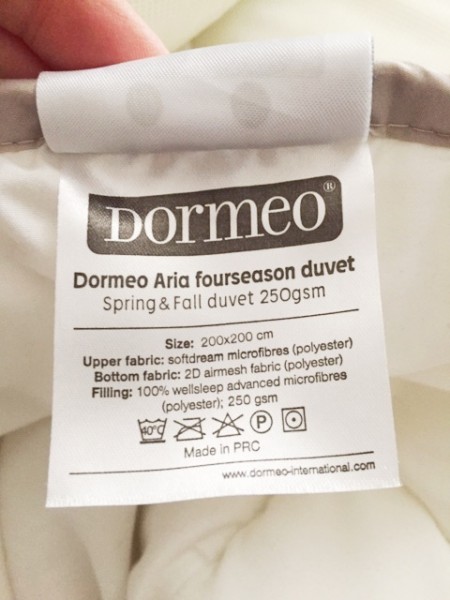 Dormeo®
Dormeo Aria fourseason duvet
Spring & Fall duvet 250gsm
Size: 200x200 cm
Upper fabric: softdream microfibres (polyester)
Bottom fabric: 2D airmesh fabric (polyester)
Filling: 100% wellsleep advanced microfibres
(polyester); 250 gsm
40°C P
Made in PRC
www.dormeo-international.com